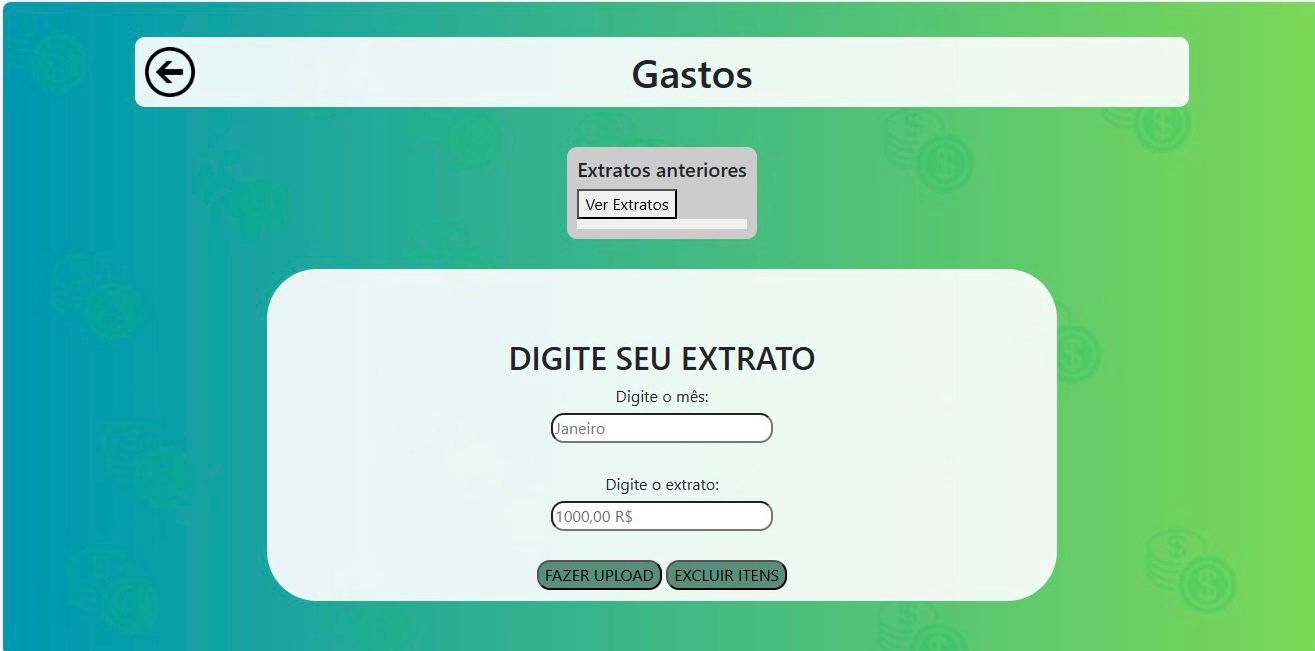 Gastos
Extratos anteriores
Ver Extratos
DIGITE SEU EXTRATO
Digite o mês:
Janeiro
Digite o extrato:
1000,00 R$
FAZER UPLOAD EXCLUIR ITENS